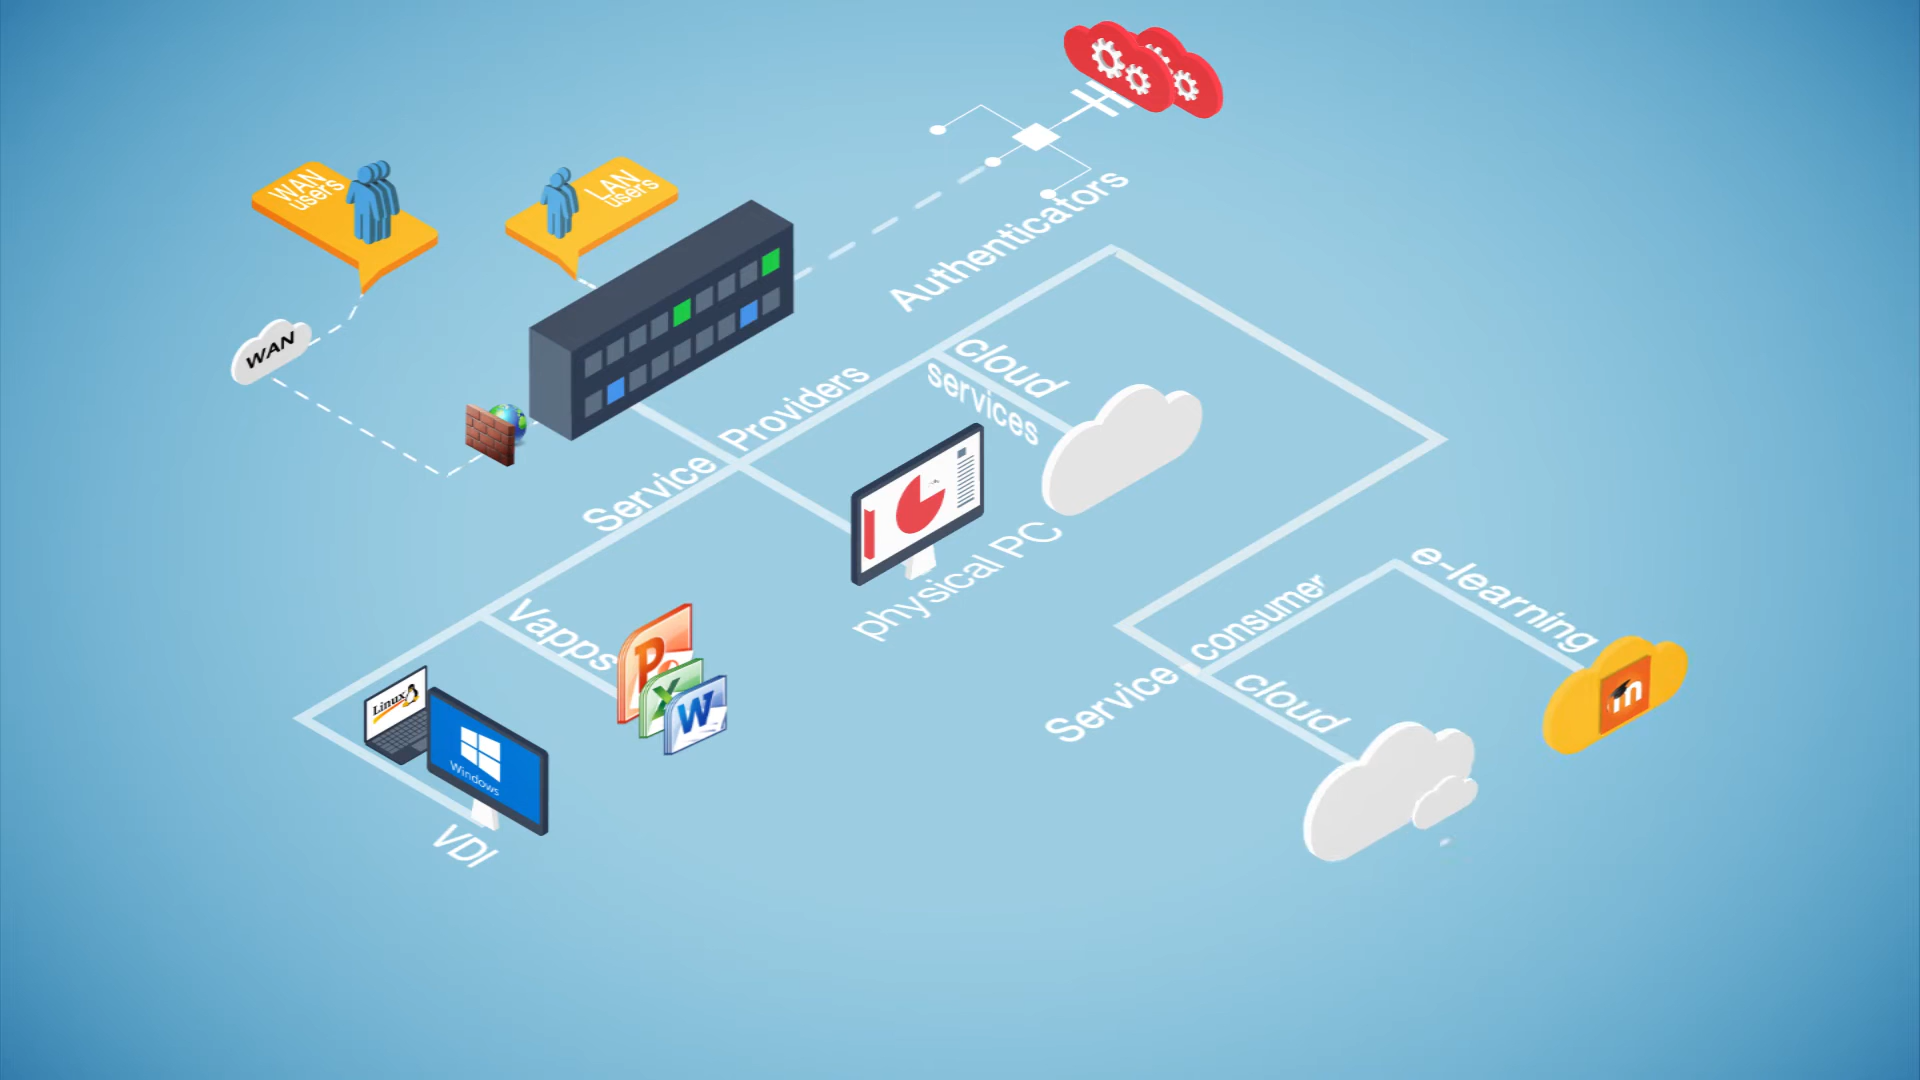 WAN
users
LAN
users
WAN
Authenticators
cloud
services
Service Providers
physical PC
Vapps
P
X
W
Linux
Windows
VDI
e-learning
Service consumer
cloud
m